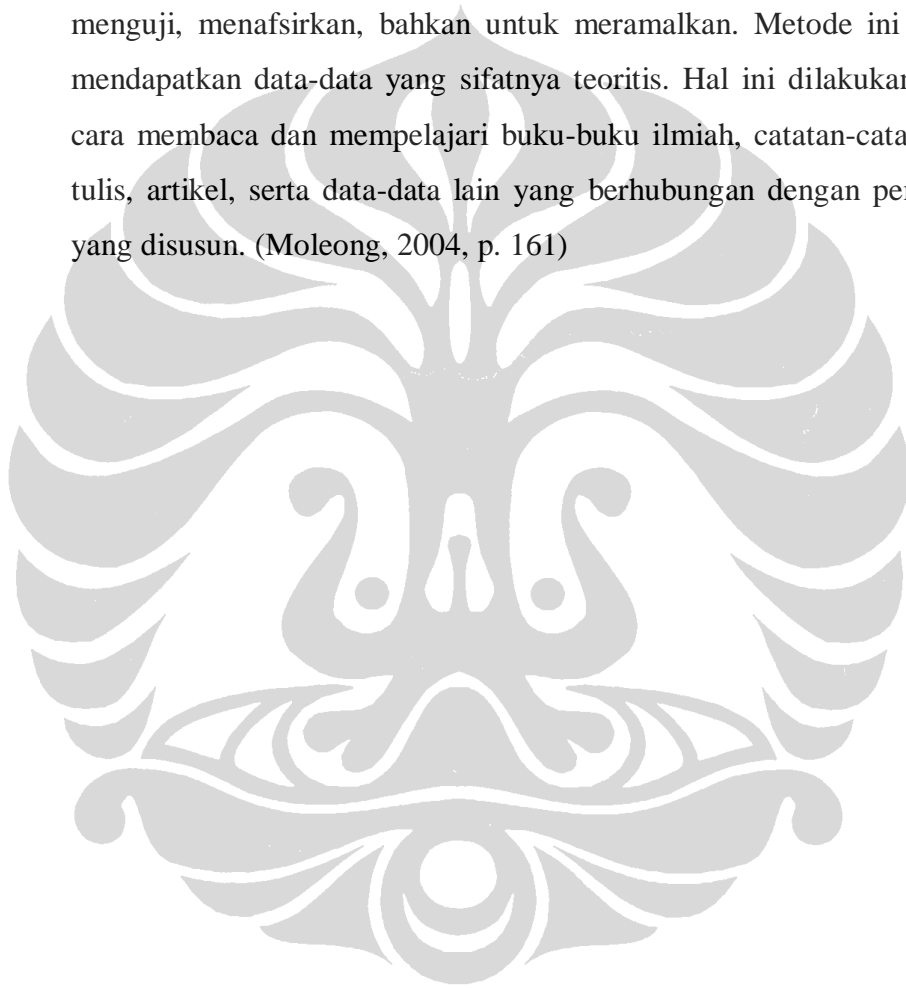 menguji, menafsirkan, bahkan untuk meramalkan. Metode ini
mendapatkan data-data yang sifatnya teoritis. Hal ini dilakukan
cara membaca dan mempelajari buku-buku ilmiah, catatan-cata
tulis, artikel, serta data-data lain yang berhubungan dengan per
yang disusun. (Moleong, 2004, p. 161)